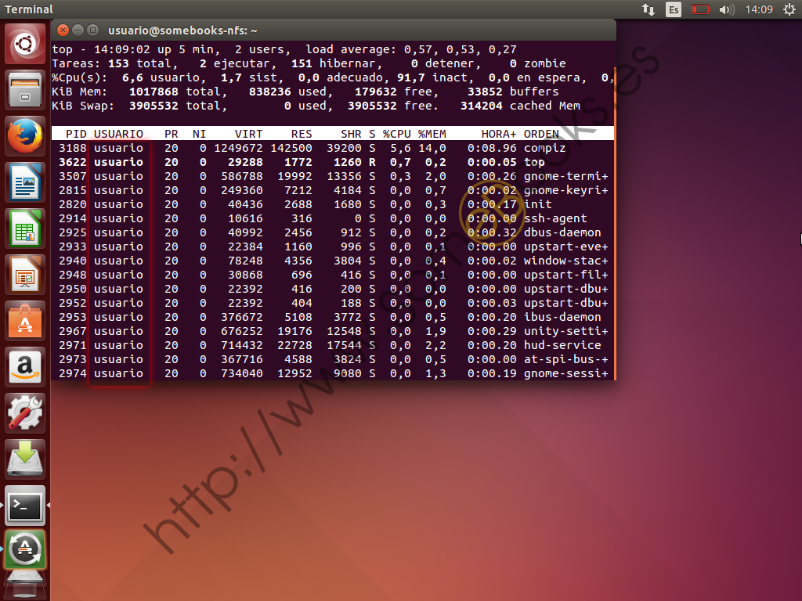 Terminal
Es
14:09
usuario@somebooks-nfs: ~
top - 14:09:02 up 5 min,  2 users,  load average: 0,57, 0,53, 0,27
Tareas: 153 total,   2 ejecutar, 151 hibernar,   0 detener,   0 zombie
%Cpu(s):  6,6 usuario,  1,7 sist,  0,0 adecuado, 91,7 inact,  0,0 en espera,  0,
KiB Mem:   1017868 total,   838236 used,   179632 free,    33852 buffers
KiB Swap:  3905532 total,        0 used,  3905532 free.   314204 cached Mem
PID USUARIO   PR  NI    VIRT    RES    SHR S %CPU %MEM     HORA+ ORDEN
3188 usuario   20   0 1249672 142500  39200 S  5,6 14,0   0:08.96 compiz
3622 usuario   20   0   29288   1772   1260 R  0,7  0,2   0:00.05 top
3507 usuario   20   0  586788  19992  13356 S  0,3  2,0   0:00.26 gnome-termi+
2815 usuario   20   0  249360   7212   4184 S  0,0  0,7   0:00.02 gnome-keyri+
2820 usuario   20   0   40436   2688   1680 S  0,0  0,3   0:00.17 init
2914 usuario   20   0   10616    316      0 S  0,0  0,0   0:00.00 ssh-agent
2925 usuario   20   0   40992   2456    912 S  0,0  0,2   0:00.32 dbus-daemon
2933 usuario   20   0   22384   1160    996 S  0,0  0,1   0:00.00 upstart-eve+
2940 usuario   20   0   78248   4356   3804 S  0,0  0,4   0:00.02 window-stac+
2948 usuario   20   0   30868    696    416 S  0,0  0,1   0:00.00 upstart-fil+
2950 usuario   20   0   22392    416    200 S  0,0  0,0   0:00.00 upstart-dbu+
2952 usuario   20   0   22392    404    188 S  0,0  0,0   0:00.03 upstart-dbu+
2953 usuario   20   0  376672   5108   3772 S  0,0  0,5   0:00.20 ibus-daemon
2967 usuario   20   0  676252  19176  12548 S  0,0  1,9   0:00.29 unity-setti+
2971 usuario   20   0  714432  22728  17544 S  0,0  2,2   0:00.20 hud-service
2973 usuario   20   0  367716   4588   3824 S  0,0  0,5   0:00.00 at-spi-bus-+
2974 usuario   20   0  734040  12952   9080 S  0,0  1,3   0:00.19 gnome-sessi+
http://www.somebooks.es